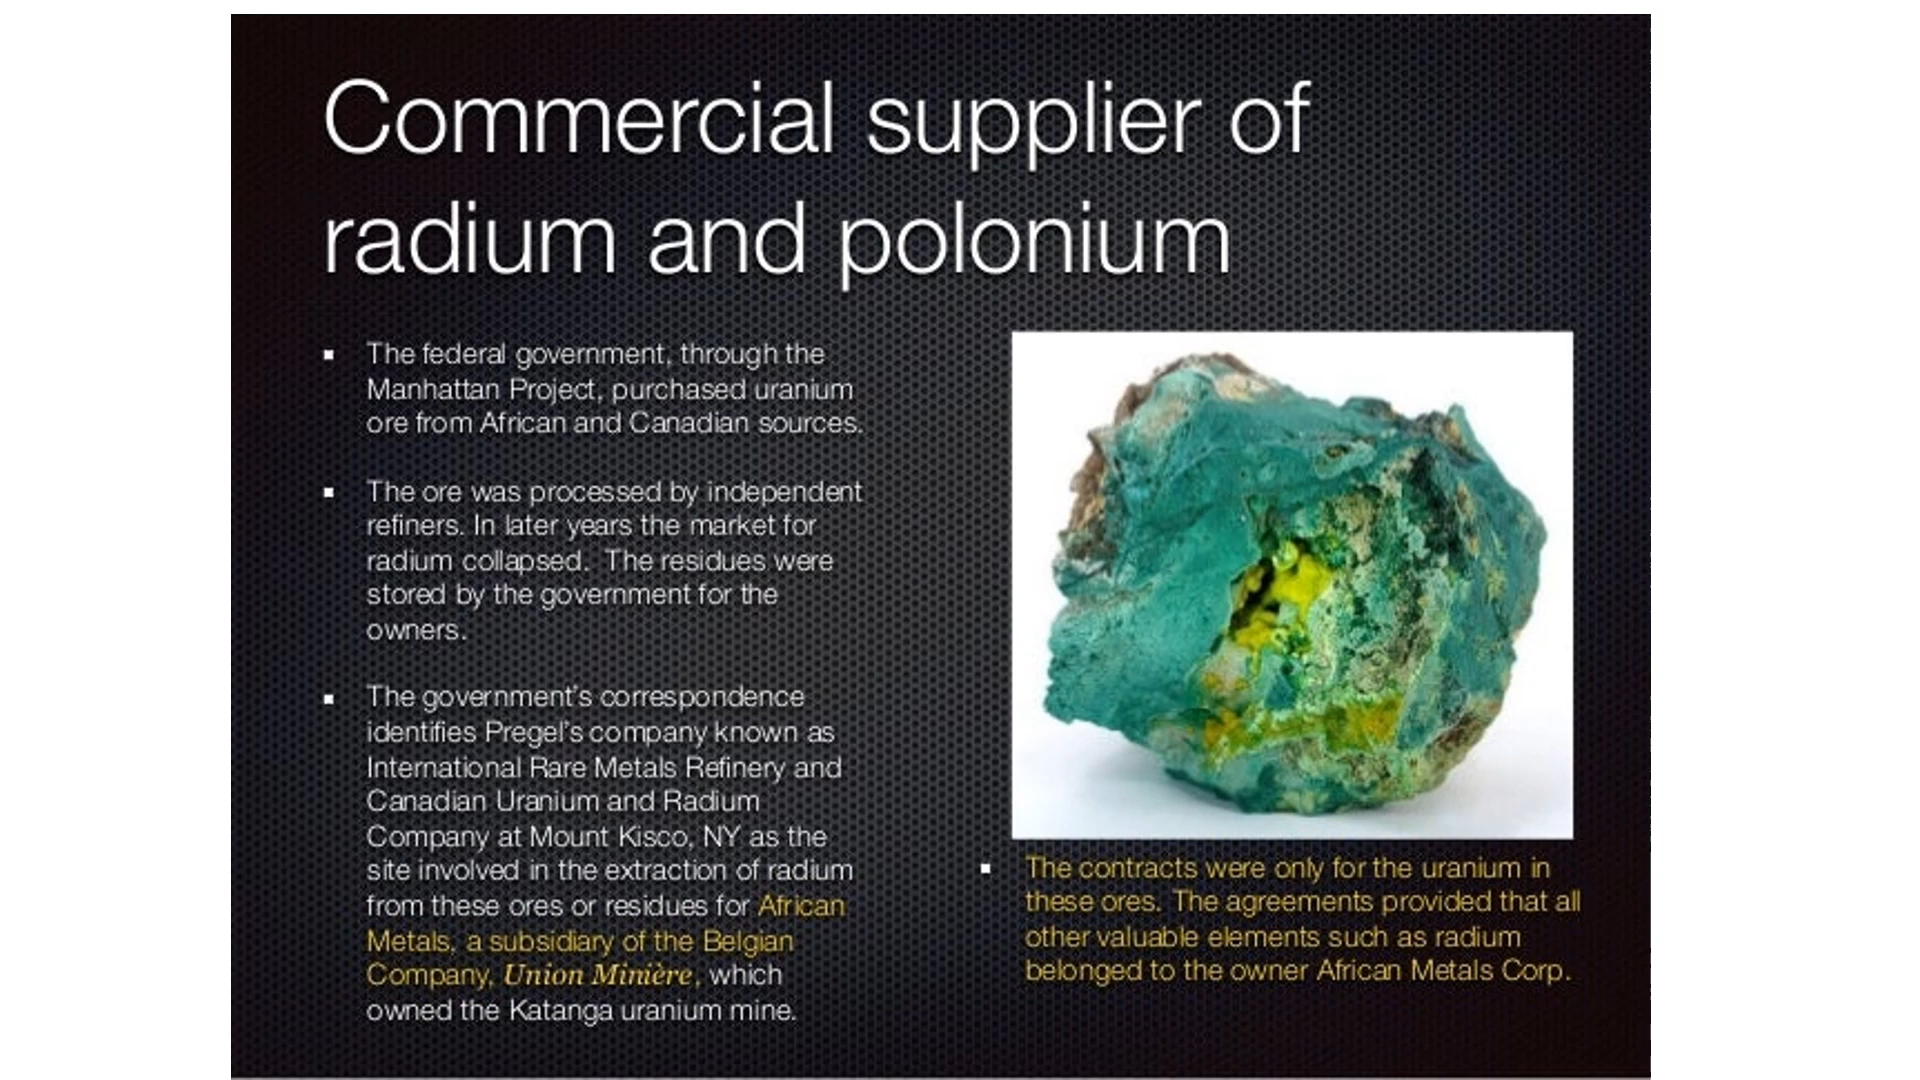 Commercial supplier of
radium and polonium
The federal government, through the
Manhattan Project, purchased uranium
ore from African and Canadian sources.
The ore was processed by independent
refiners. In later years the market for
radium collapsed. The residues were
stored by the government for the
owners.
The government's correspondence
identifies Pregel's company known as
International Rare Metals Refinery and
Canadian Uranium and Radium
Company at Mount Kisco, NY as the
site involved in the extraction of radium
from these ores or residues for African
Metals, a subsidiary of the Belgian
Company, Union Minière, which
owned the Katanga uranium mine.
The contracts were only for the uranium in
these ores. The agreements provided that all
other valuable elements such as radium
belonged to the owner African Metals Corp.